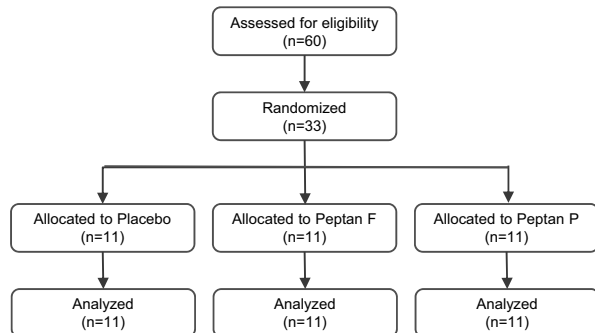 Assessed for eligibility
(n=60)
Randomized
(n=33)
Allocated to Placebo
(n=11)
Allocated to Peptan F
(n=11)
Allocated to Peptan P
(n=11)
Analyzed
(n=11)
Analyzed
(n=11)
Analyzed
(n=11)